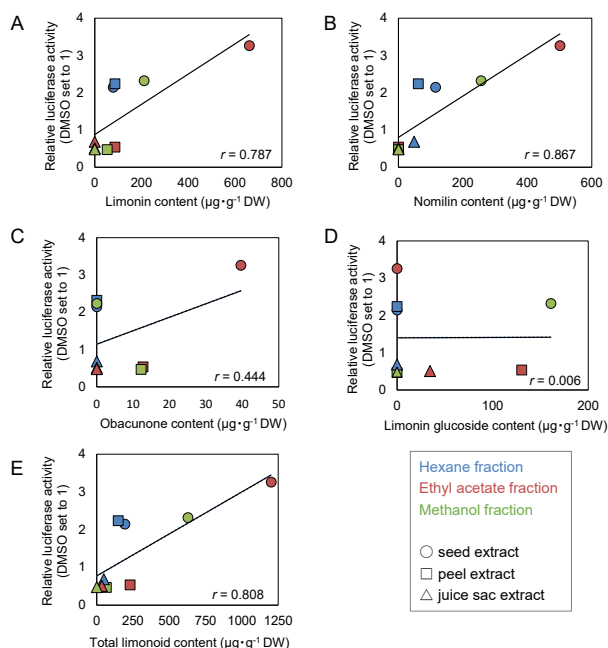 A
Relative luciferase activity
(DMSO set to 1)
4
3
2
1
0
r = 0.787
0 200 400 600 800
Limonin content (µg・g⁻¹ DW)
B
Relative luciferase activity
(DMSO set to 1)
4
3
2
1
0
r = 0.867
0 200 400 600
Nomilin content (µg・g⁻¹ DW)
C
Relative luciferase activity
(DMSO set to 1)
4
3
2
1
0
r = 0.444
0 20 40 60
Obacunone content (µg・g⁻¹ DW)
D
Relative luciferase activity
(DMSO set to 1)
4
3
2
1
0
r = 0.006
0 100 200
Limonin glucoside content (µg・g⁻¹ DW)
E
Relative luciferase activity
(DMSO set to 1)
4
3
2
1
0
r = 0.808
0 250 500 750 1000 1250
Total limonoid content (µg・g⁻¹ DW)
Hexane fraction
Ethyl acetate fraction
Methanol fraction
seed extract
peel extract
juice sac extract